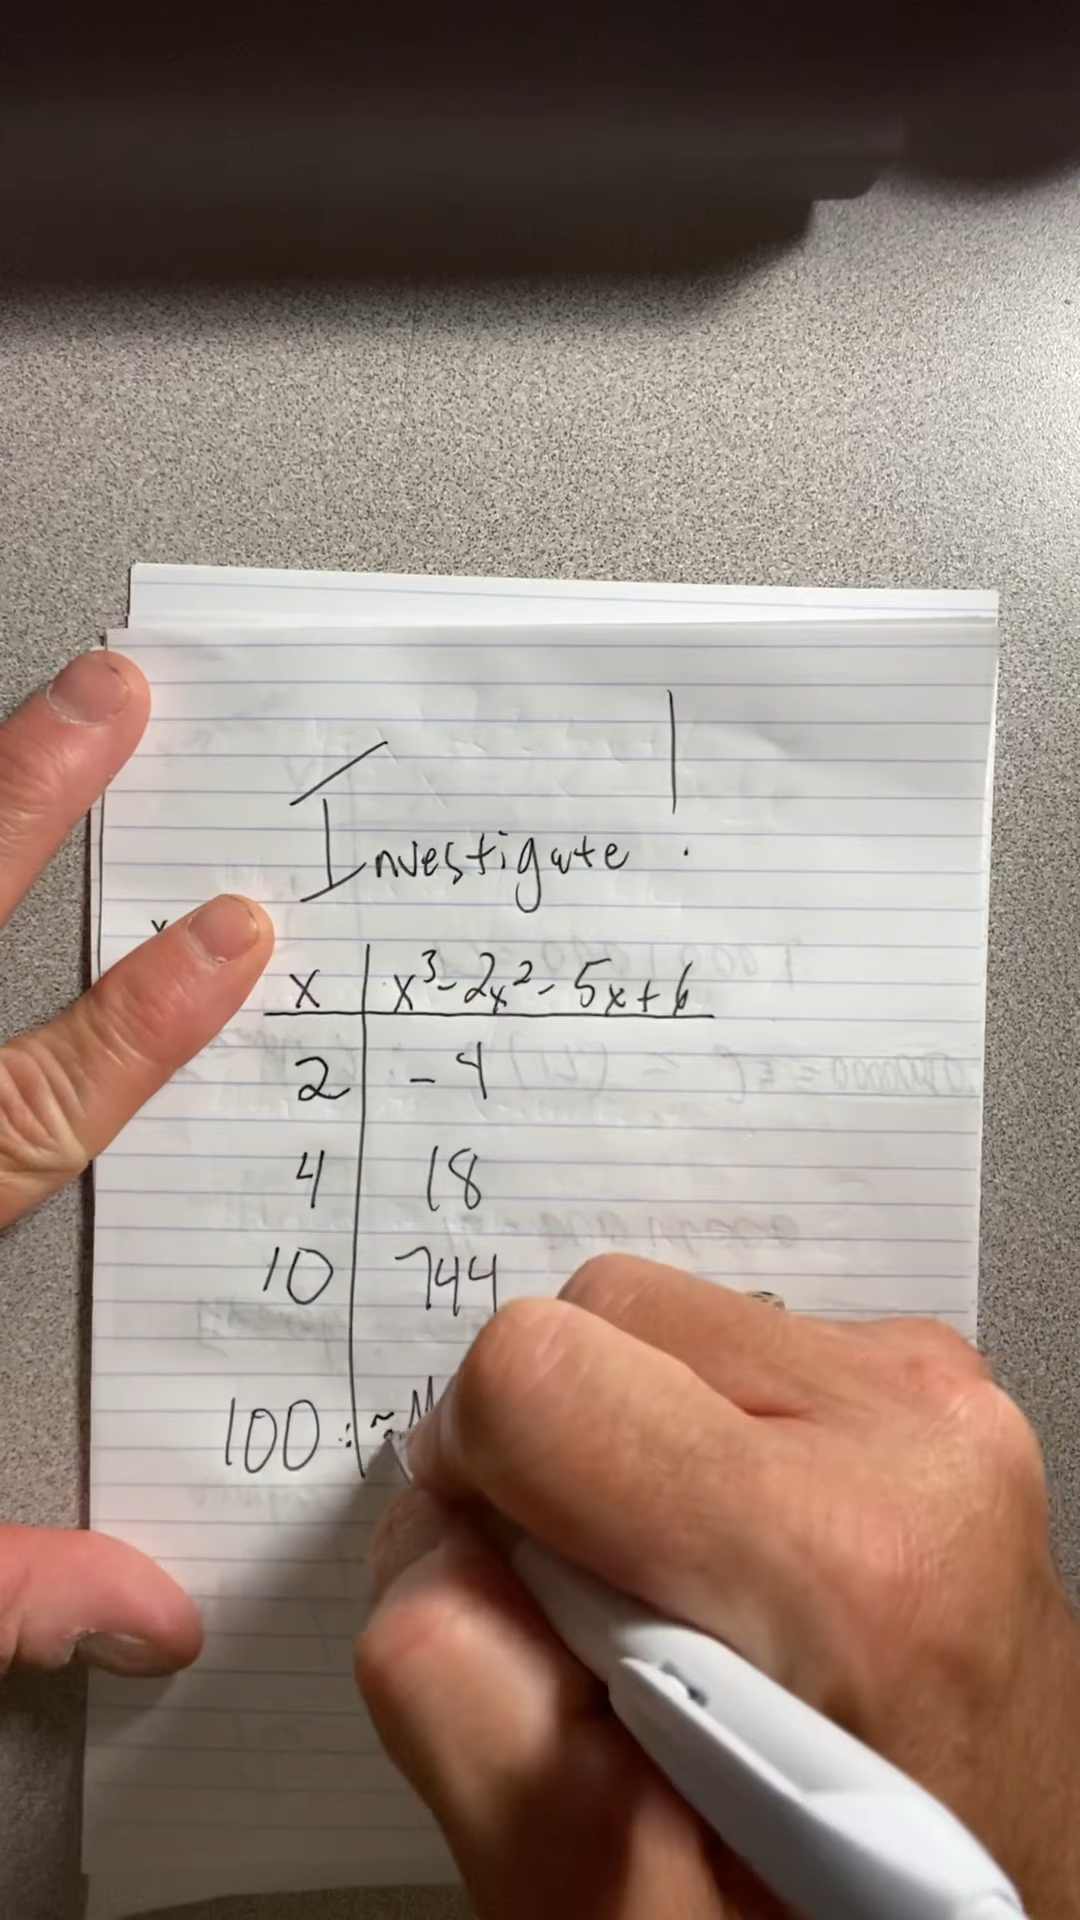 Investigate !
x x³-2x²-5x+6
2 -4
4 18
10 744
100 : ≈ M